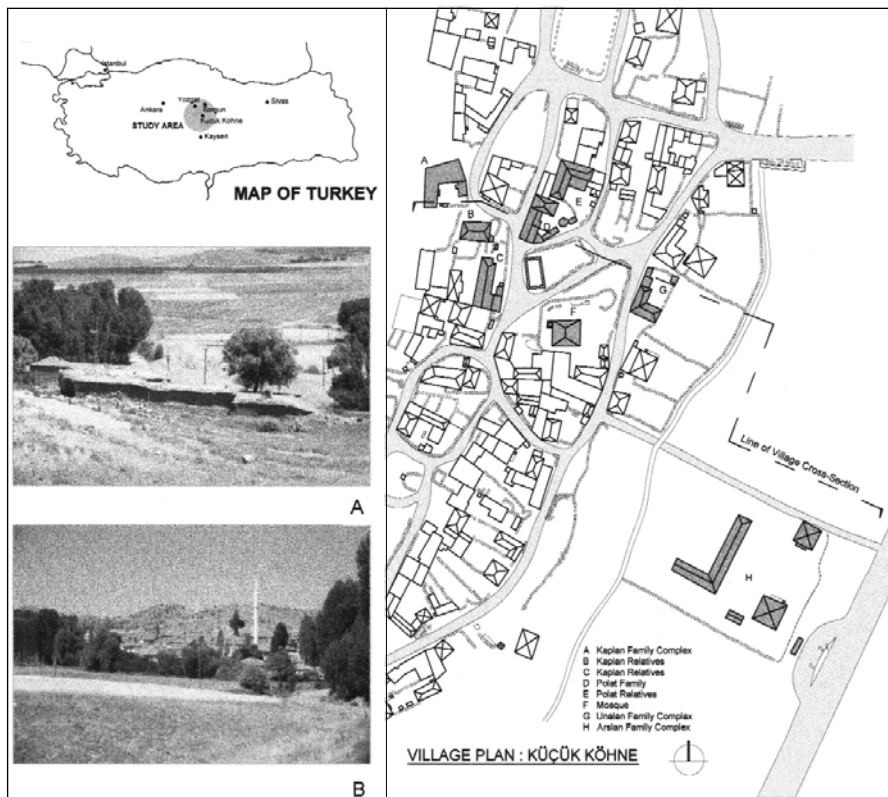 Istanbul
Ankara
Yozgat
Sorgun
Küçük Köhne
STUDY AREA
Kayseri
Sivas
MAP OF TURKEY
A
B
A
B
C
D
E
F
G
Line of Village Cross-Section
H
A Kaplan Family Complex
B Kaplan Relatives
C Kaplan Relatives
D Polat Family
E Polat Relatives
F Mosque
G Unalan Family Complex
H Arslan Family Complex
VILLAGE PLAN : KÜÇÜK KÖHNE